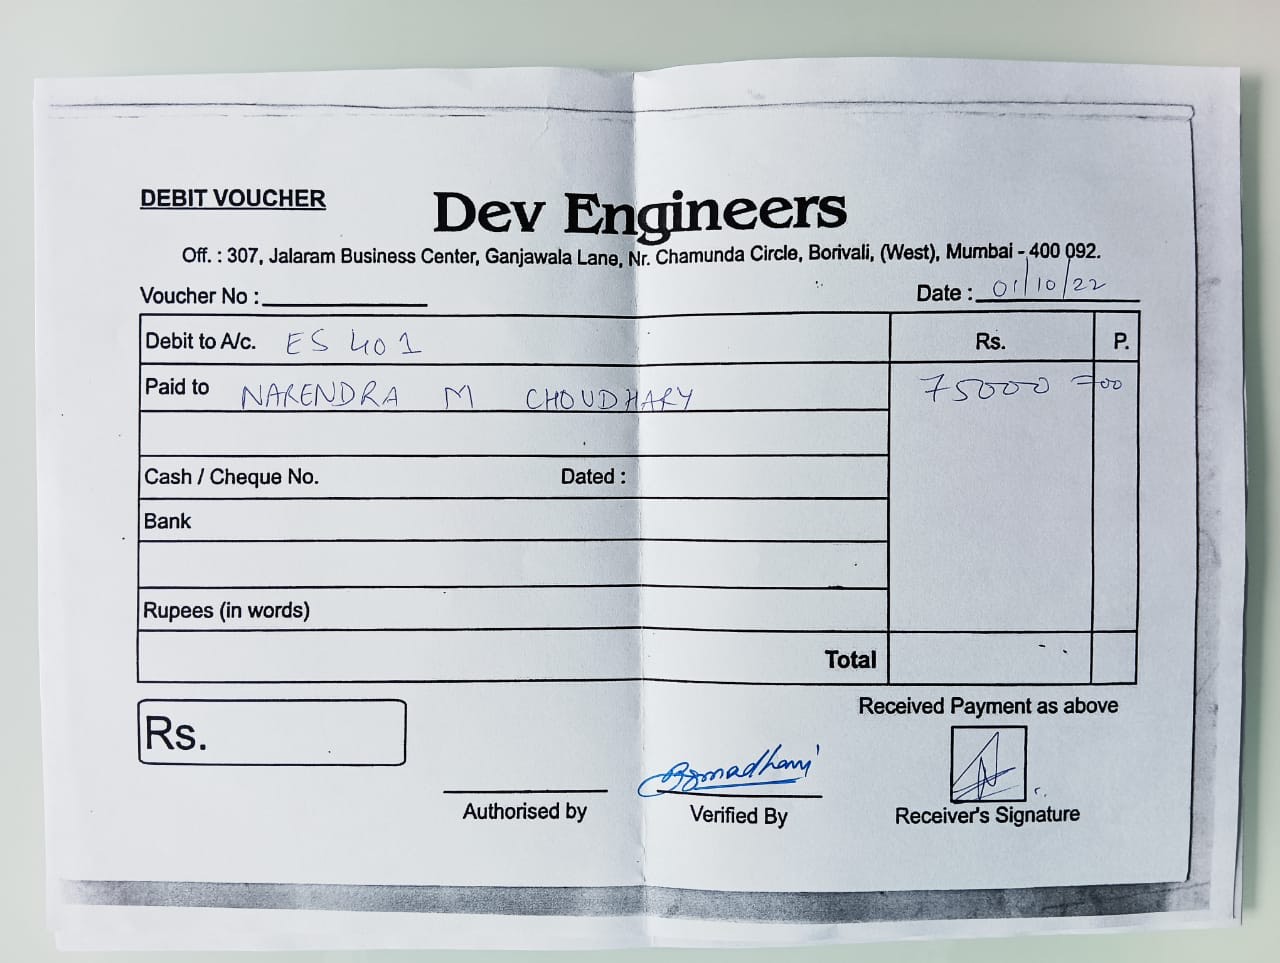 DEBIT VOUCHER
Dev Engineers
Off. : 307, Jalaram Business Center, Ganjawala Lane, Nr. Chamunda Circle, Borivali, (West), Mumbai - 400 092.
Voucher No : Date : 01/10/22
Debit to A/c. ES 401 Rs. P.
Paid to NARENDRA M CHOUDHARY 75000 =00
Cash / Cheque No. Dated :
Bank
Rupees (in words)
Total
Received Payment as above
Rs.
Authorised by Verified By Receiver's Signature